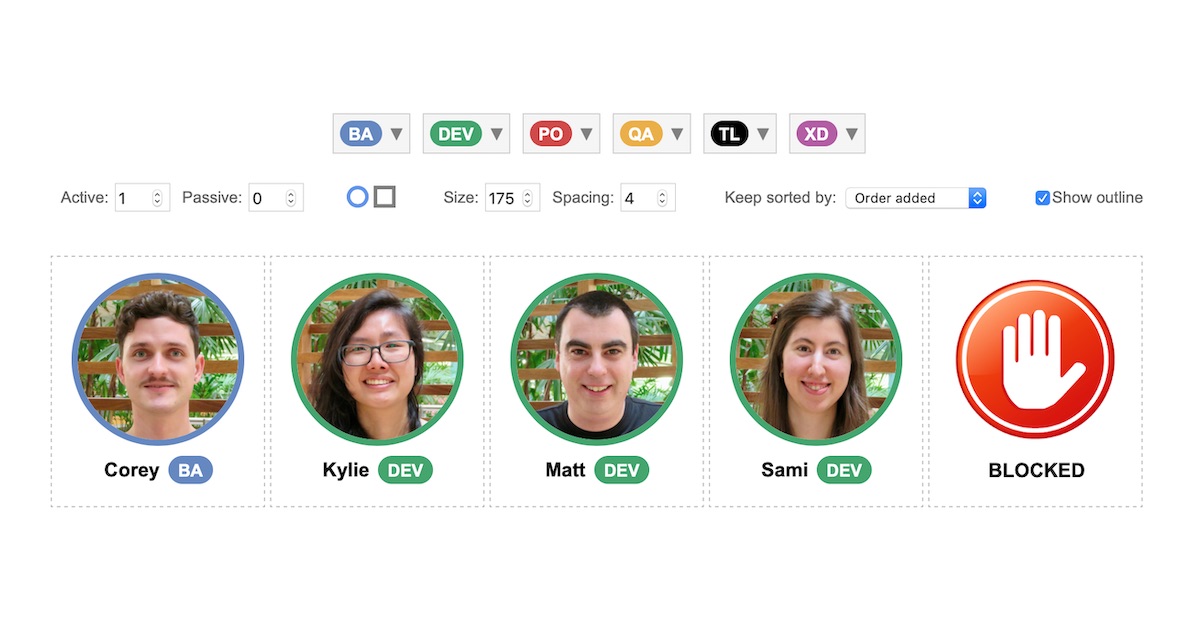 BA DEV PO QA TL XD
Active: 1 Passive: 0 Size: 175 Spacing: 4 Keep sorted by: Order added Show outline
Corey BA Kylie DEV Matt DEV Sami DEV BLOCKED